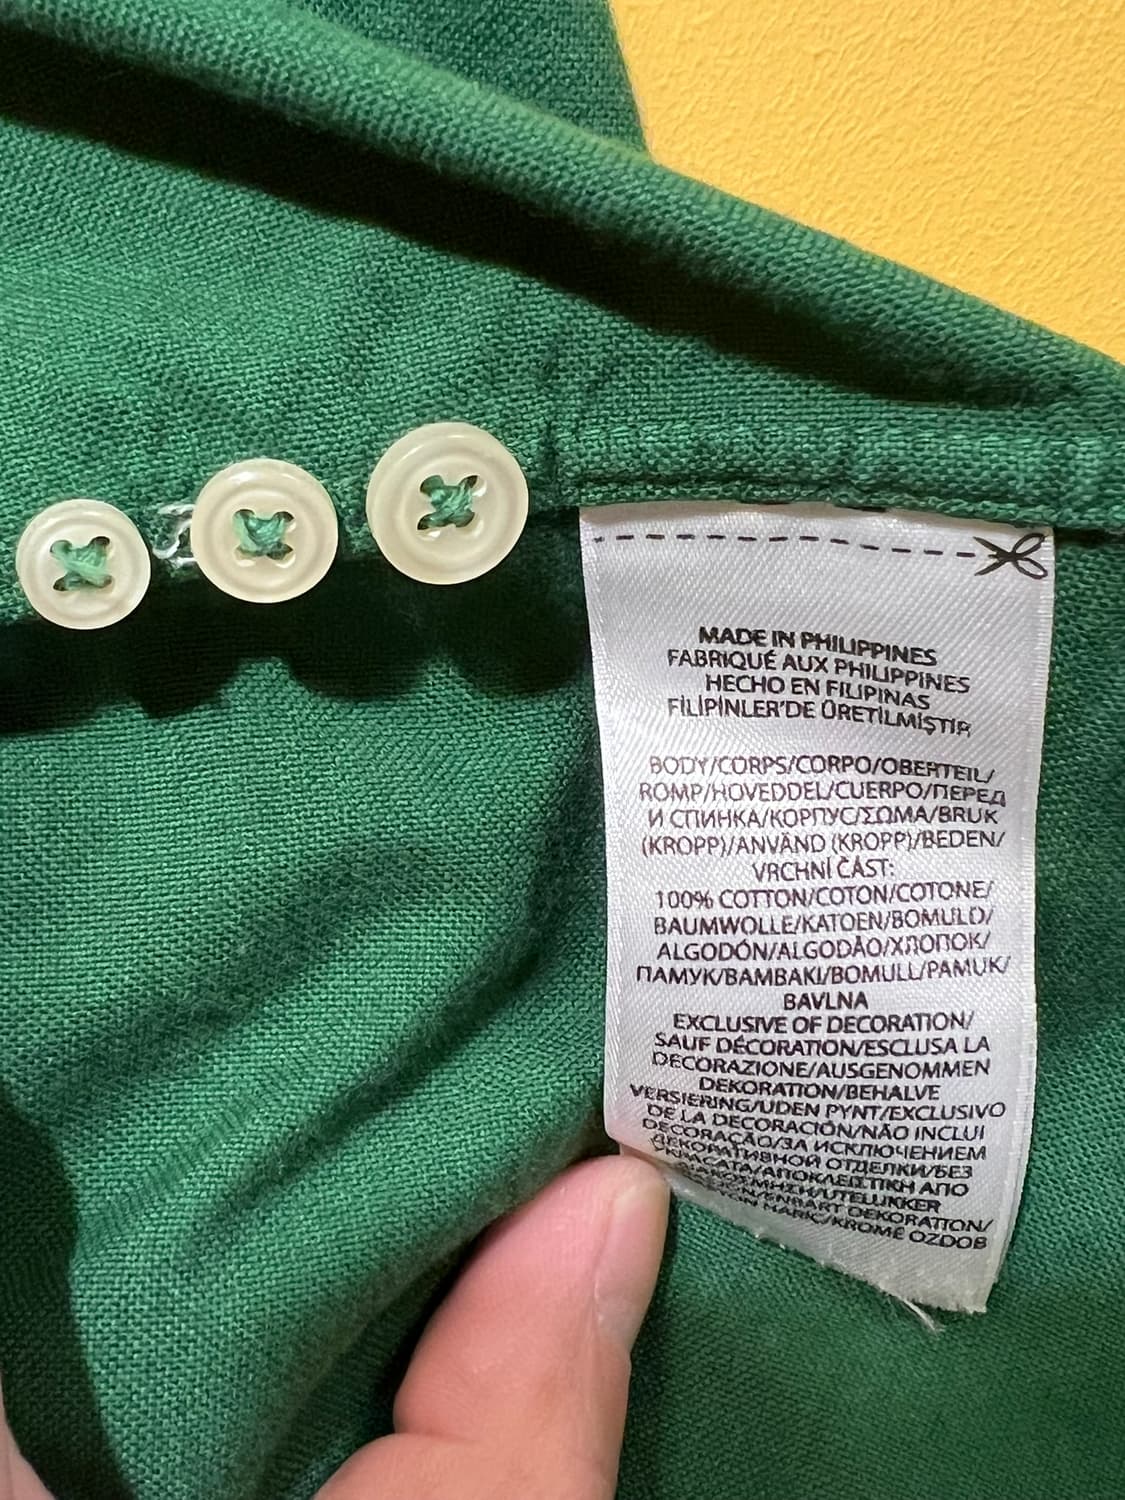 MADE IN PHILIPPINES
FABRIQUÉ AUX PHILIPPINES
HECHO EN FILIPINAS
FİLİPİNLER'DE ÜRETİLMİŞTİR
BODY/CORPS/CORPO/OBERTEIL/
ROMP/HOVEDDEL/CUERPO/ПЕРЕД
И СПИНКА/КОРПУС/ΣΩΜΑ/BRUK
(KROPP)/ANVÄND (KROPP)/BEDEN/
VRCHNÍ ČÁST:
100% COTTON/COTON/COTONE/
BAUMWOLLE/KATOEN/BOMULD/
ALGODÓN/ALGODÃO/ХЛОПОК/
ПАМУК/BAMBAKI/BOMULL/PAMUK/
BAVLNA
EXCLUSIVE OF DECORATION/
SAUF DÉCORATION/ESCLUSA LA
DECORAZIONE/AUSGENOMMEN
DEKORATION/BEHALVE
VERSIERING/UDEN PYNT/EXCLUSIVO
DE LA DECORACIÓN/NÃO INCLUI
DECORAÇÃO/ЗА ИСКЛЮЧЕНИЕМ
ДЕКОРАТИВНОЙ ОТДЕЛКИ/БЕЗ
УКРАСАТА/ΑΠΟΚΛΕΙΣΤΙΚΗ ΑΠΟ
UTELUKKER
DEKORATION/
HARİÇ/KROMĚ OZDOB